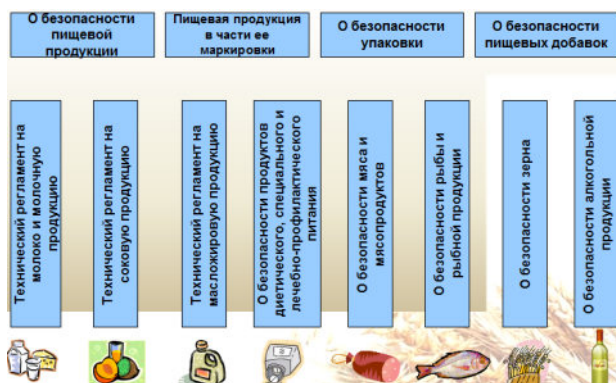 О безопасности
пищевой
продукции
Пищевая продукция
в части ее
маркировки
О безопасности
упаковки
О безопасности
пищевых добавок
Технический регламент на
молоко и молочную
продукцию
Технический регламент на
соковую продукцию
Технический регламент на
масложировую продукцию
О безопасности продуктов
диетического, специального и
лечебно-профилактического
питания
О безопасности мяса и
мясопродуктов
О безопасности рыбы и
рыбной продукции
О безопасности зерна
О безопасности алкогольной
продукции